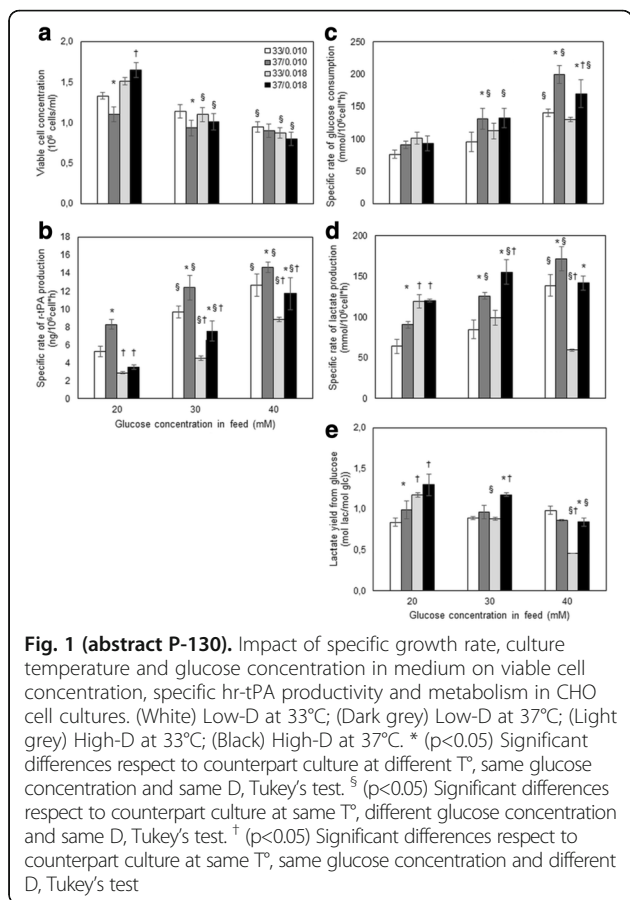 a
Viable cell concentration
(10⁶ cells/ml)
2,0
1,5
1,0
0,5
0,0
*
†
*
§
§
§
§
§
33/0.010
37/0.010
33/0.018
37/0.018
b
Specific rate of r-tPA production
(ng/10⁶cell*h)
18
16
14
12
10
8
6
4
2
0
*
†
†
§
* §
§†
*§†
§
* §
§†
*§†
20
30
40
Glucose concentration in feed (mM)
c
Specific rate of glucose consumption
(mmol/10⁶cell*h)
250
200
150
100
50
0
* §
§
§
* §
*†§
d
Specific rate of lactate production
(mmol/10⁶cell*h)
200
150
100
50
0
*
†
†
* §
*§†
§
* §
§†
*
e
Lactate yield from glucose
(mol lac/mol glc))
2,0
1,5
1,0
0,5
0,0
*
†
†
§
*†
§†
* §
20
30
40
Glucose concentration in feed (mM)
Fig. 1 (abstract P-130). Impact of specific growth rate, culture
temperature and glucose concentration in medium on viable cell
concentration, specific hr-tPA productivity and metabolism in CHO
cell cultures. (White) Low-D at 33°C; (Dark grey) Low-D at 37°C; (Light
grey) High-D at 33°C; (Black) High-D at 37°C. * (p<0.05) Significant
differences respect to counterpart culture at different T°, same glucose
concentration and same D, Tukey's test. § (p<0.05) Significant differences
respect to counterpart culture at same T°, different glucose concentration
and same D, Tukey's test. † (p<0.05) Significant differences respect to
counterpart culture at same T°, same glucose concentration and different
D, Tukey's test